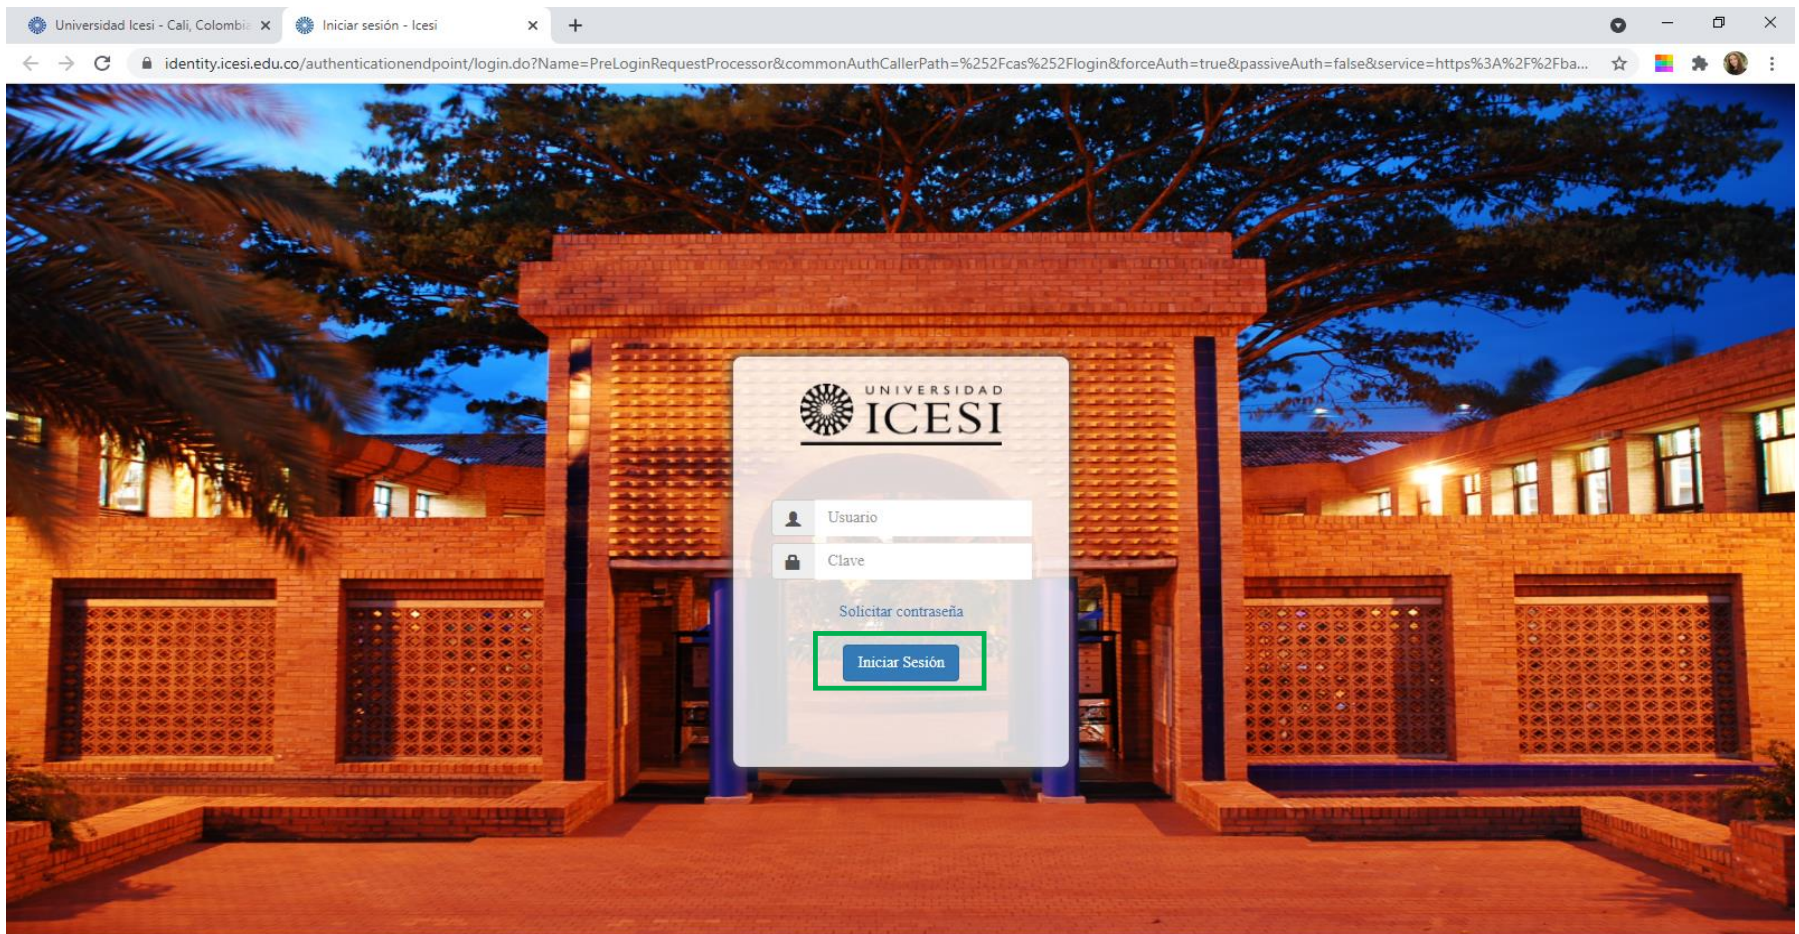 Universidad Icesi - Cali, Colombia
Iniciar sesión - Icesi
identity.icesi.edu.co/authenticationendpoint/login.do?Name=PreLoginRequestProcessor&commonAuthCallerPath=%252Fcas%252Flogin&forceAuth=true&passiveAuth=false&service=https%3A%2F%2Fba...
UNIVERSIDAD
ICESI
Usuario
Clave
Solicitar contraseña
Iniciar Sesión